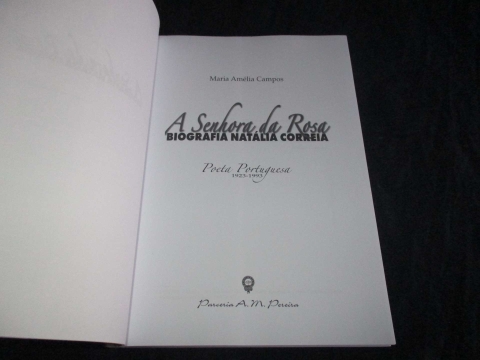 Maria Amélia Campos
A Senhora da Rosa
BIOGRAFIA NATÁLIA CORREIA
Poeta Portuguesa
1923-1993
Parceria A. M. Pereira